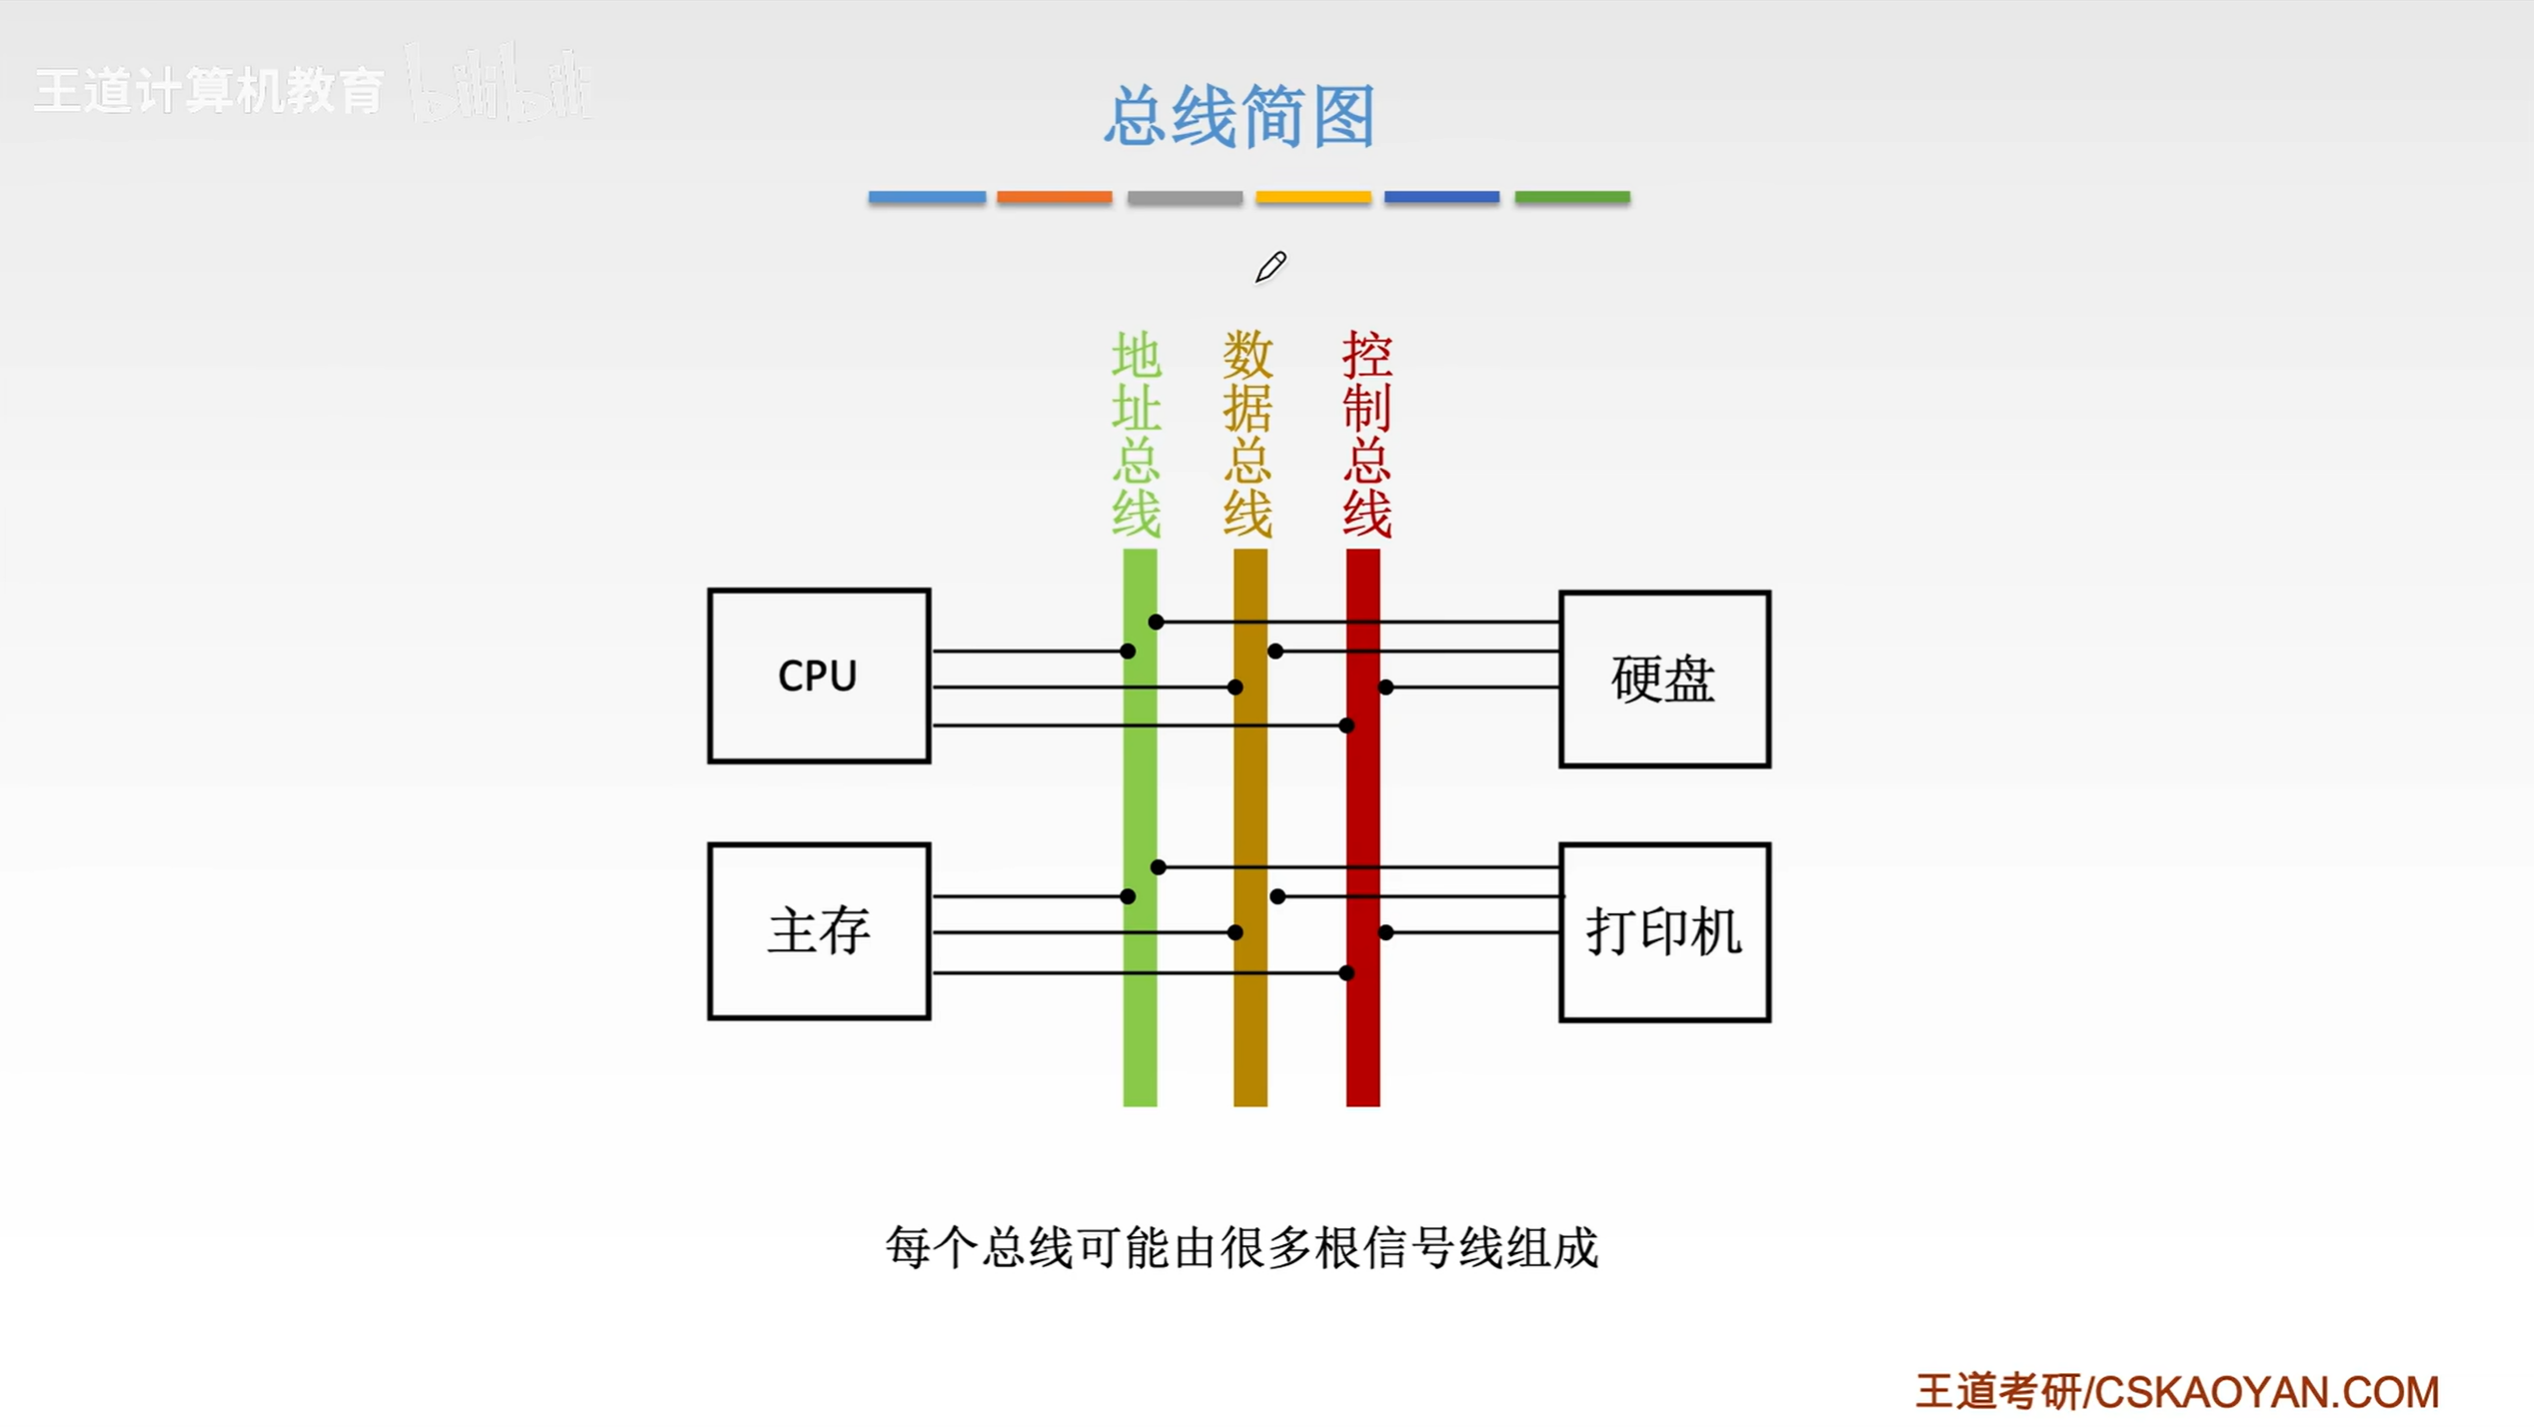 王道计算机教育 bilibili
总线简图
地址总线
数据总线
控制总线
CPU
硬盘
主存
打印机
每个总线可能由很多根信号线组成
王道考研/CSKAOYAN.COM